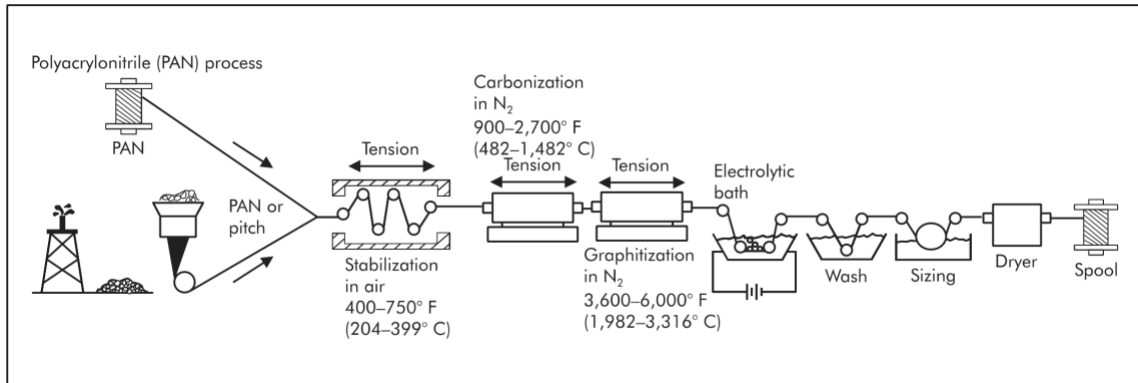 Polyacrylonitrile (PAN) process
PAN
PAN or
pitch
Tension
Stabilization
in air
400–750° F
(204–399° C)
Carbonization
in N₂
900–2,700° F
(482–1,482° C)
Tension
Tension
Graphitization
in N₂
3,600–6,000° F
(1,982–3,316° C)
Electrolytic
bath
Wash
Sizing
Dryer
Spool